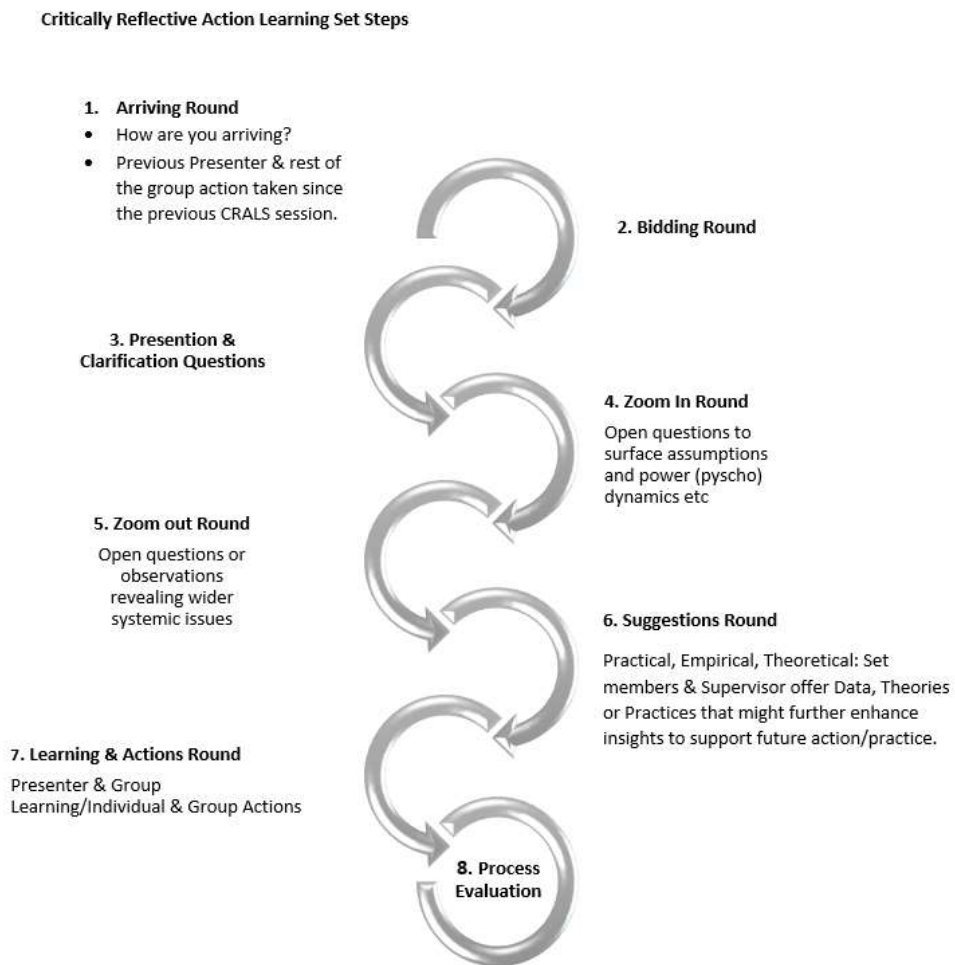 Critically Reflective Action Learning Set Steps
1. Arriving Round
• How are you arriving?
• Previous Presenter & rest of
the group action taken since
the previous CRALS session.
2. Bidding Round
3. Presention &
Clarification Questions
4. Zoom In Round
Open questions to
surface assumptions
and power (pyscho)
dynamics etc
5. Zoom out Round
Open questions or
observations
revealing wider
systemic issues
6. Suggestions Round
Practical, Empirical, Theoretical: Set
members & Supervisor offer Data, Theories
or Practices that might further enhance
insights to support future action/practice.
7. Learning & Actions Round
Presenter & Group
Learning/Individual & Group Actions
8. Process
Evaluation